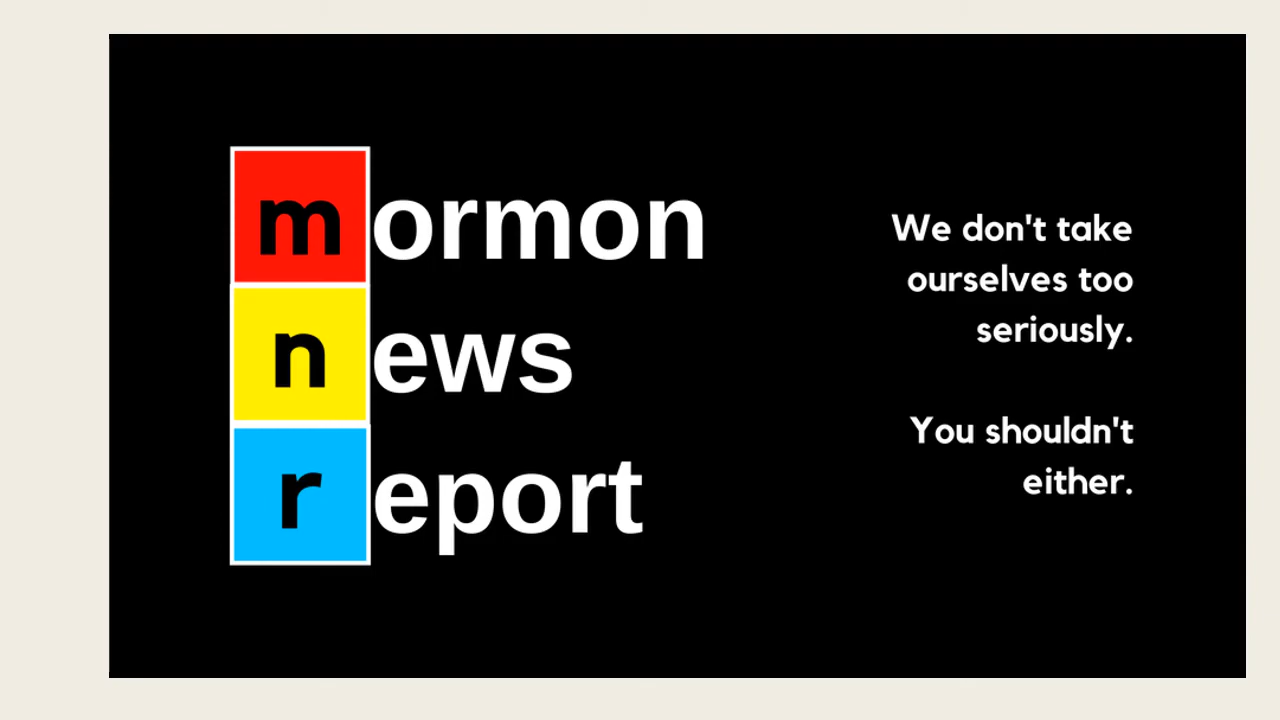 mormon
news
report
We don't take
ourselves too
seriously.
You shouldn't
either.